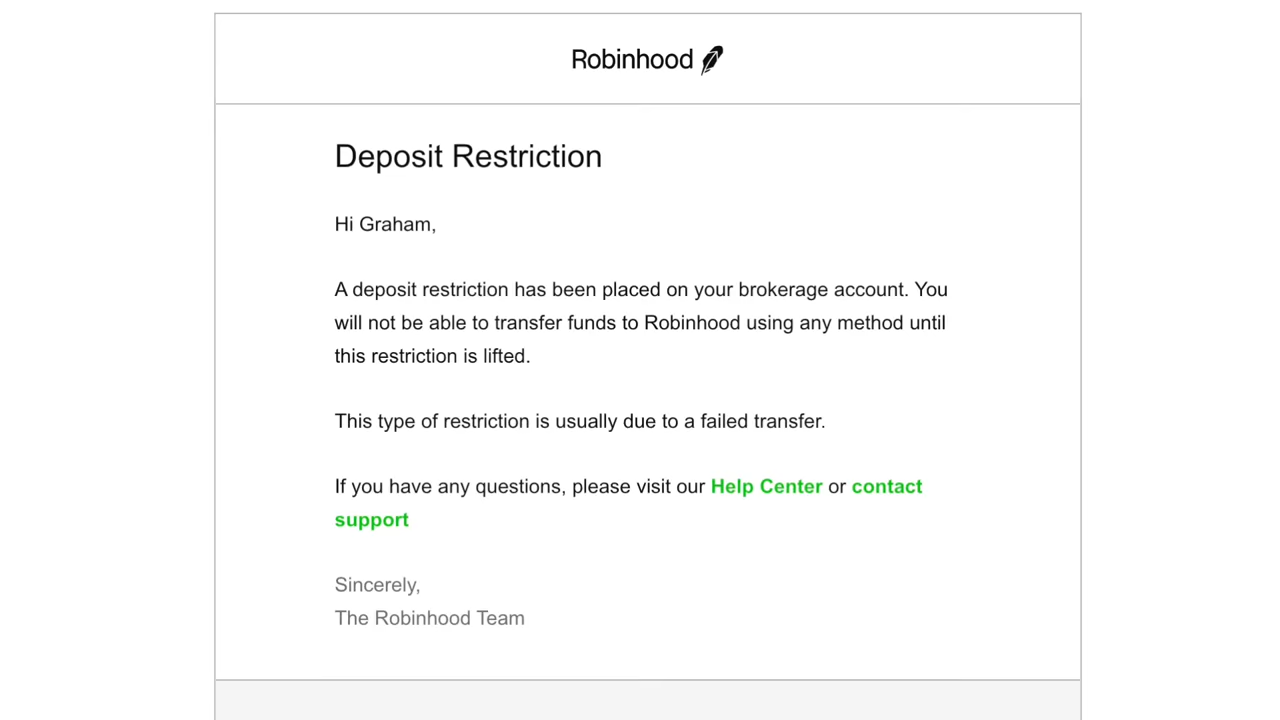 Robinhood
Deposit Restriction
Hi Graham,
A deposit restriction has been placed on your brokerage account. You
will not be able to transfer funds to Robinhood using any method until
this restriction is lifted.
This type of restriction is usually due to a failed transfer.
If you have any questions, please visit our Help Center or contact
support
Sincerely,
The Robinhood Team